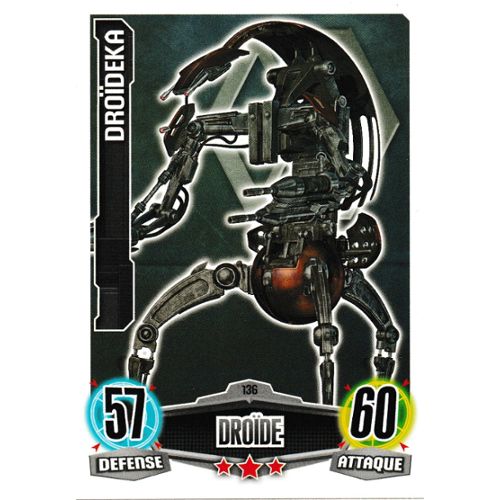 DROÏDEKA
136
57
DROÏDE
60
DEFENSE
ATTAQUE